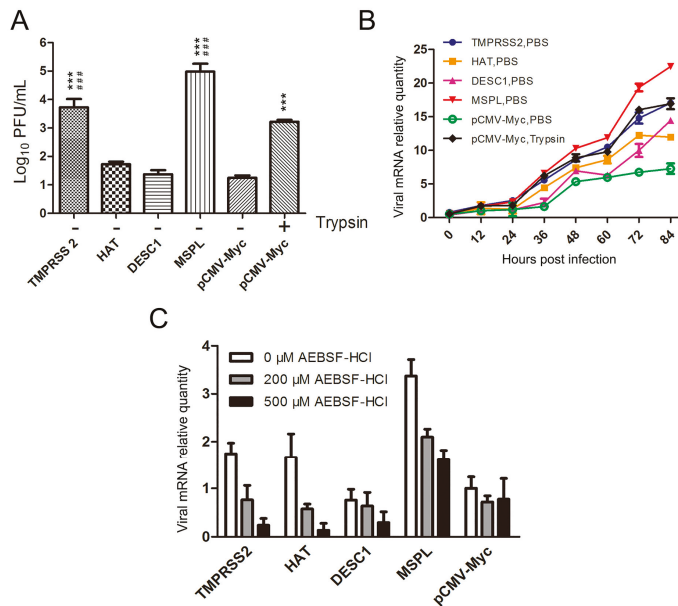 A
Log10 PFU/mL
6
5
4
3
2
1
0
***
###
***
###
***
- - - - - + Trypsin
TMPRSS 2
HAT
DESC1
MSPL
pCMV-Myc
pCMV-Myc
B
Viral mRNA relative quantity
25
20
15
10
5
0
TMPRSS2,PBS
HAT,PBS
DESC1,PBS
MSPL,PBS
pCMV-Myc,PBS
pCMV-Myc,Trypsin
0 12 24 36 48 60 72 84
Hours post infection
C
Viral mRNA relative quantity
4
3
2
1
0
0 µM AEBSF-HCl
200 µM AEBSF-HCl
500 µM AEBSF-HCl
TMPRSS2
HAT
DESC1
MSPL
pCMV-Myc